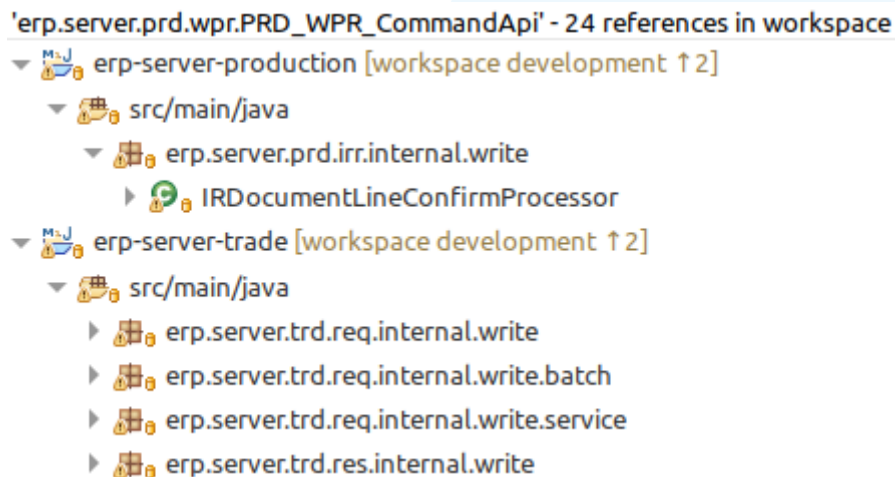 'erp.server.prd.wpr.PRD_WPR_CommandApi' - 24 references in workspace
erp-server-production [workspace development ↑2]
src/main/java
erp.server.prd.irr.internal.write
IRDocumentLineConfirmProcessor
erp-server-trade [workspace development ↑2]
src/main/java
erp.server.trd.req.internal.write
erp.server.trd.req.internal.write.batch
erp.server.trd.req.internal.write.service
erp.server.trd.res.internal.write